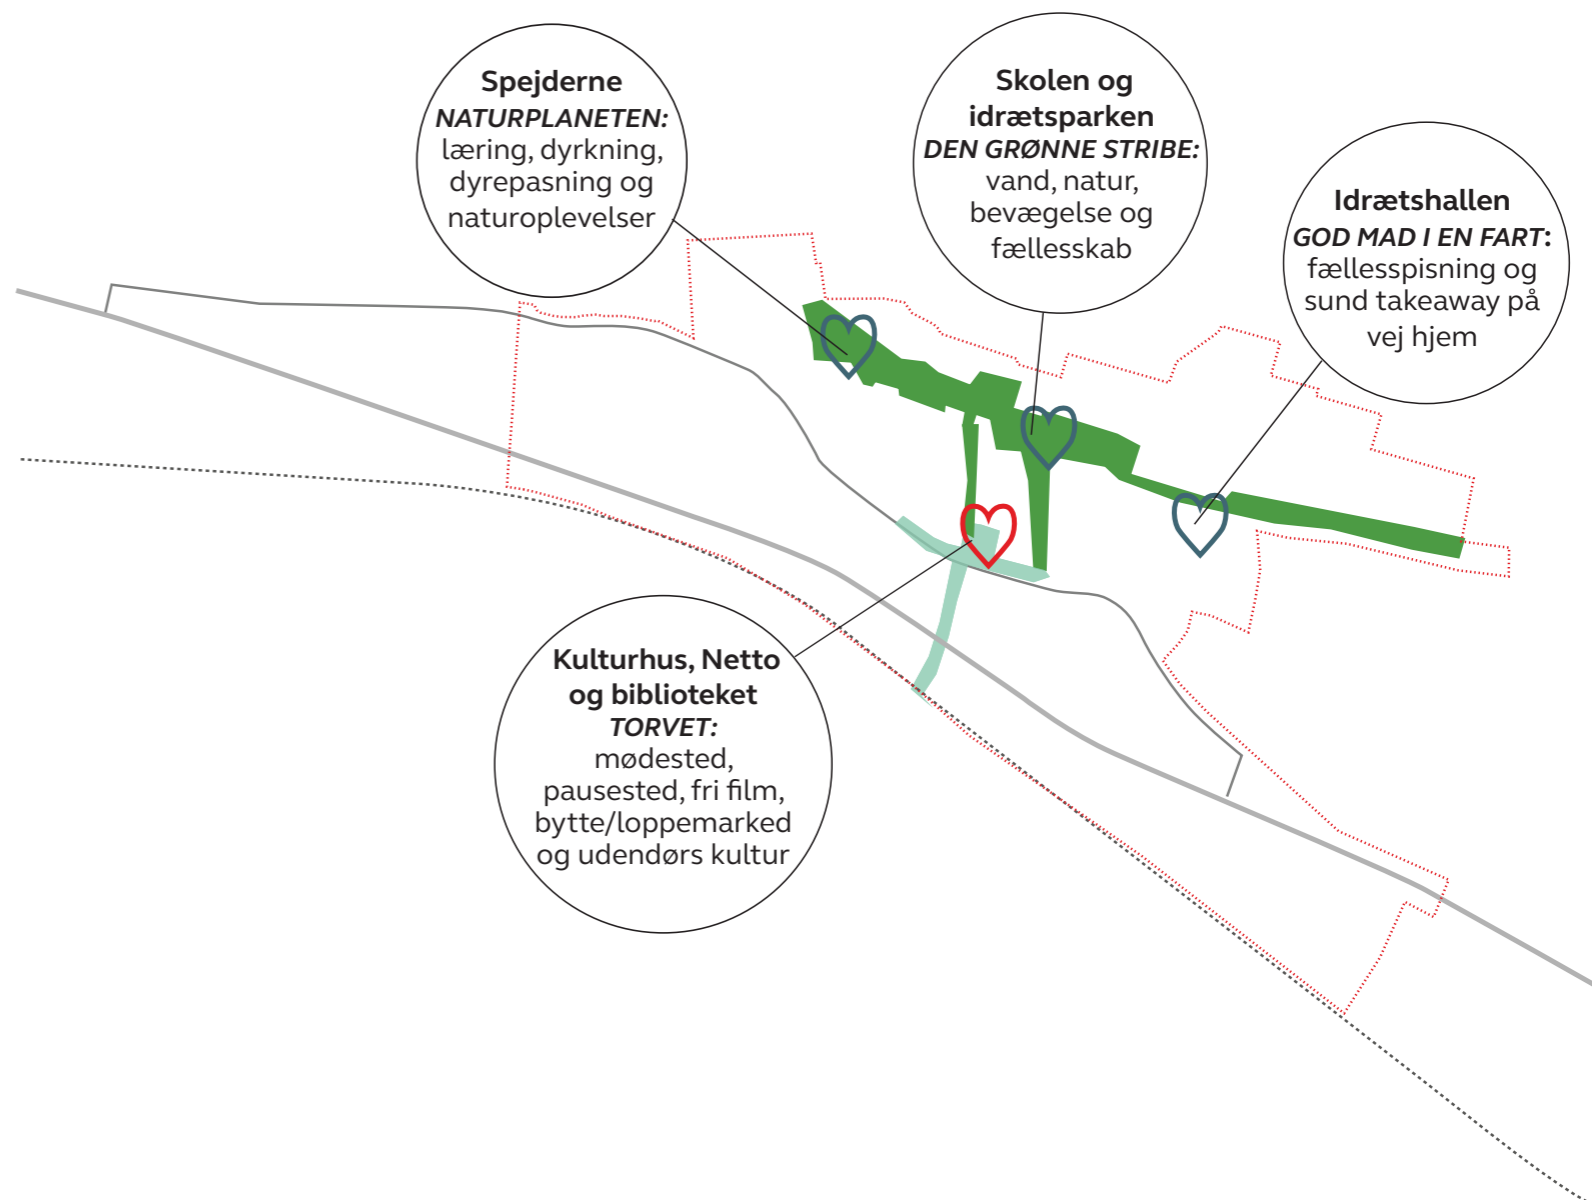 Spejderne
NATURPLANETEN:
læring, dyrkning,
dyrepasning og
naturoplevelser
Skolen og
idrætsparken
DEN GRØNNE STRIBE:
vand, natur,
bevægelse og
fællesskab
Idrætshallen
GOD MAD I EN FART:
fællesspisning og
sund takeaway på
vej hjem
Kulturhus, Netto
og biblioteket
TORVET:
mødested,
pausested, fri film,
bytte/loppemarked
og udendørs kultur